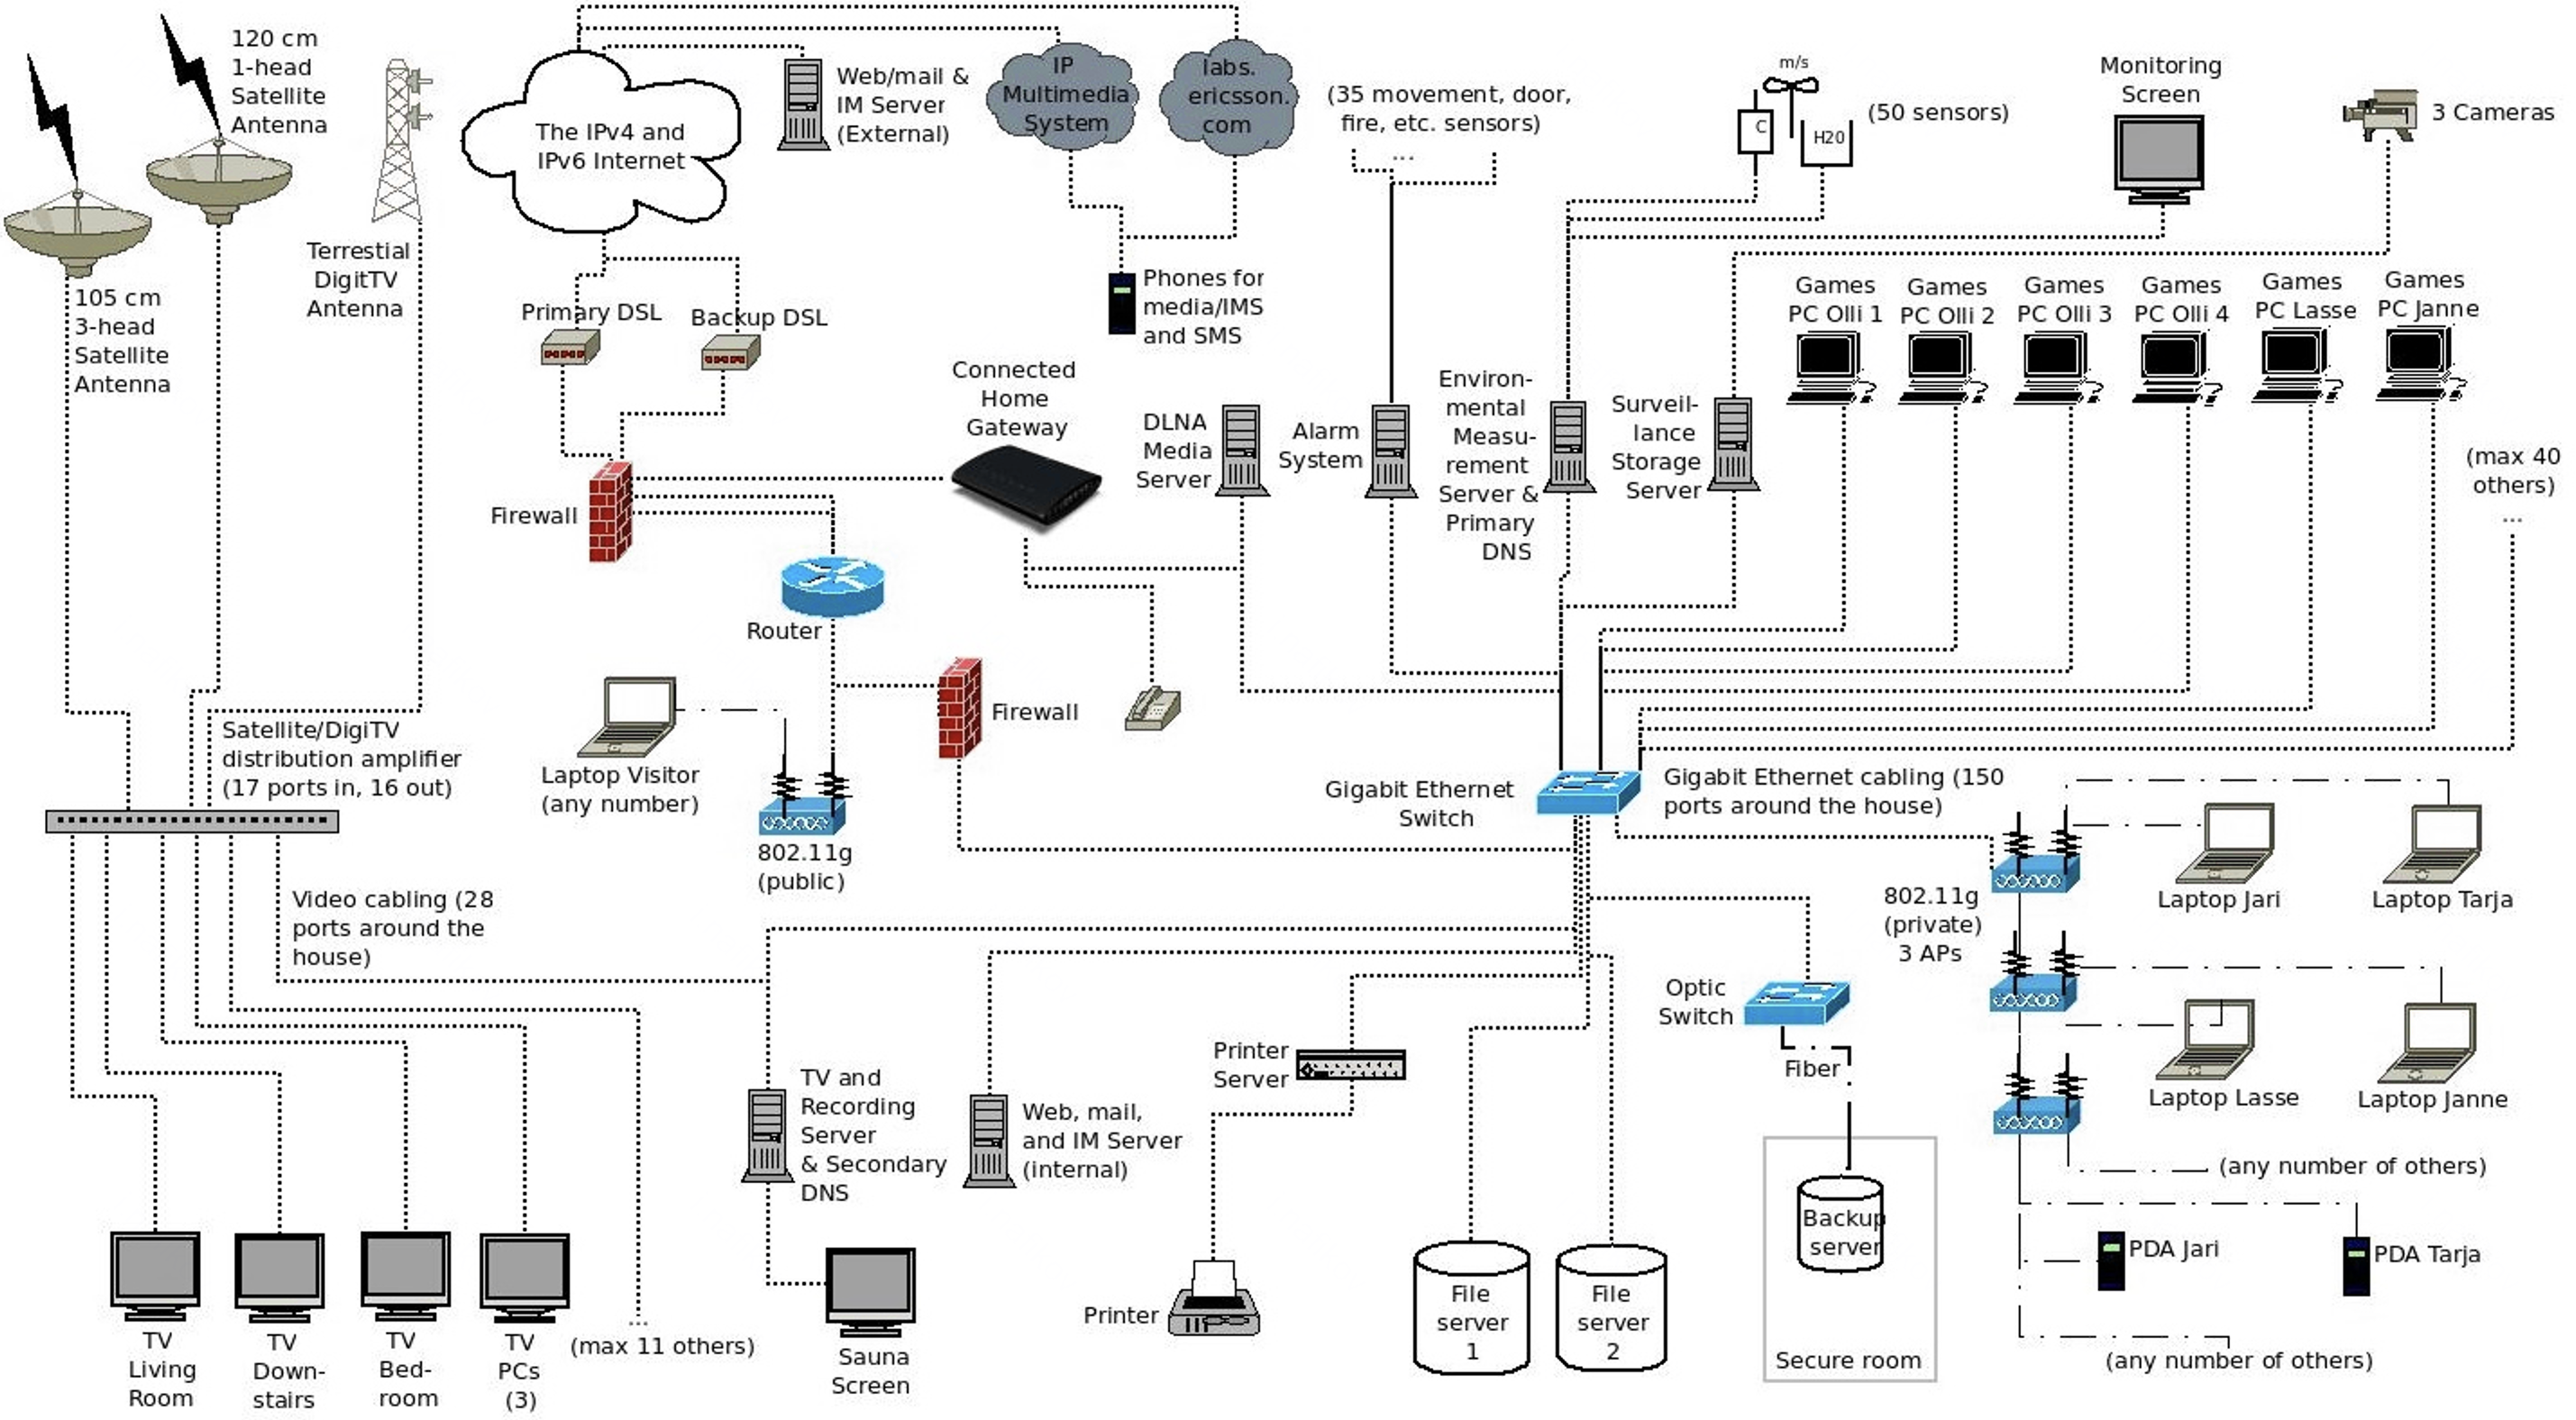 120 cm
1-head
Satellite
Antenna
105 cm
3-head
Satellite
Antenna
Terrestial
DigitTV
Antenna
The IPv4 and
IPv6 Internet
Web/mail &
IM Server
(External)
IP
Multimedia
System
labs.
ericsson.
com
(35 movement, door,
fire, etc. sensors)
...
m/s
C
H20
(50 sensors)
Monitoring
Screen
3 Cameras
Primary DSL
Backup DSL
Phones for
media/IMS
and SMS
Games
PC Olli 1
Games
PC Olli 2
Games
PC Olli 3
Games
PC Olli 4
Games
PC Lasse
Games
PC Janne
(max 40
others)
...
Connected
Home
Gateway
DLNA
Media
Server
Alarm
System
Environ-
mental
Measu-
rement
Server &
Primary
DNS
Surveil-
lance
Storage
Server
Firewall
Router
Firewall
Laptop Visitor
(any number)
802.11g
(public)
Satellite/DigiTV
distribution amplifier
(17 ports in, 16 out)
Gigabit Ethernet
Switch
Gigabit Ethernet cabling (150
ports around the house)
Video cabling (28
ports around the
house)
802.11g
(private)
3 APs
Laptop Jari
Laptop Tarja
Laptop Lasse
Laptop Janne
Optic
Switch
Fiber
Printer
Server
TV and
Recording
Server
& Secondary
DNS
Web, mail,
and IM Server
(internal)
Backup
server
Secure room
(any number of others)
PDA Jari
PDA Tarja
(any number of others)
TV
Living
Room
TV
Down-
stairs
TV
Bed-
room
TV
PCs
(3)
...
(max 11 others)
Sauna
Screen
Printer
File
server
1
File
server
2